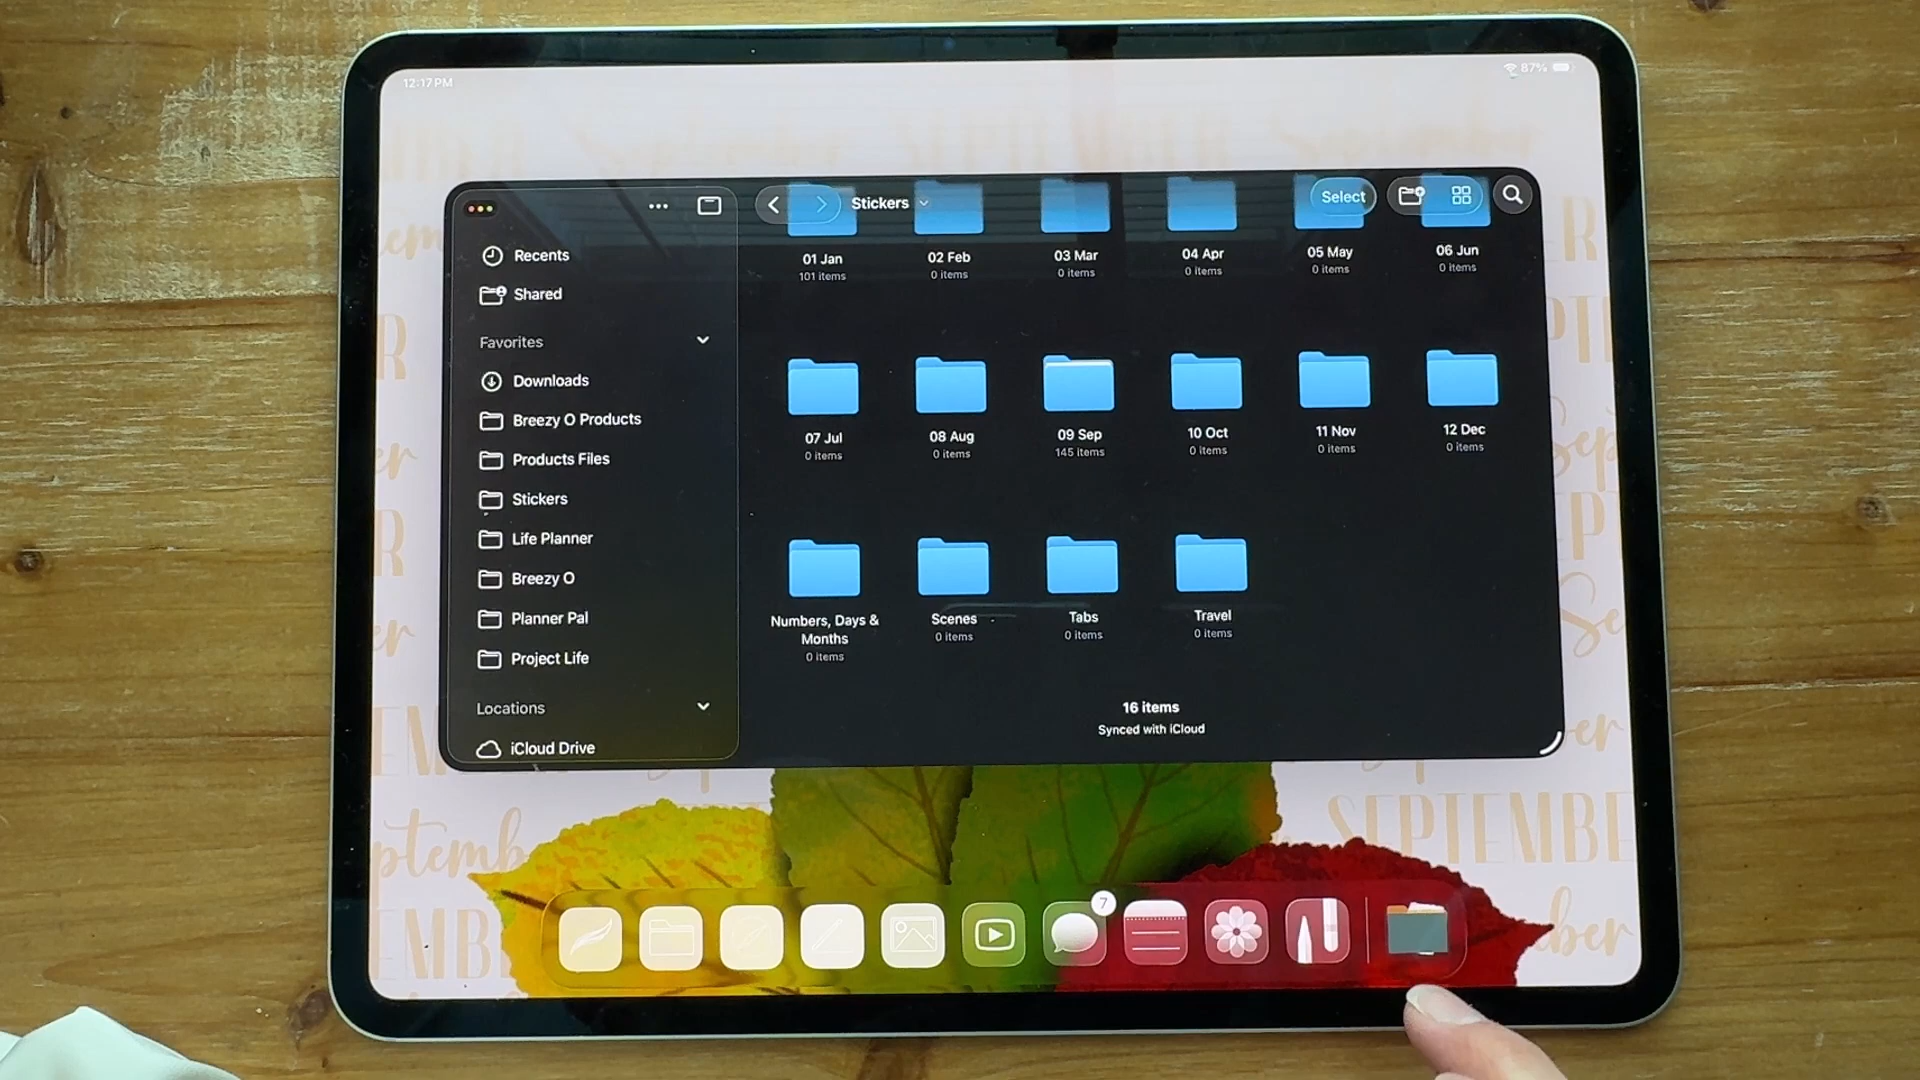 12:17 PM
87%
Stickers
Select
Recents
Shared
Favorites
Downloads
Breezy O Products
Products Files
Stickers
Life Planner
Breezy O
Planner Pal
Project Life
Locations
iCloud Drive
01 Jan
101 items
02 Feb
0 items
03 Mar
0 items
04 Apr
0 items
05 May
0 items
06 Jun
0 items
07 Jul
0 items
08 Aug
0 items
09 Sep
145 items
10 Oct
0 items
11 Nov
0 items
12 Dec
0 items
Numbers, Days &
Months
0 items
Scenes
0 items
Tabs
0 items
Travel
0 items
16 items
Synced with iCloud
SEPTEMBE
ptemb
7